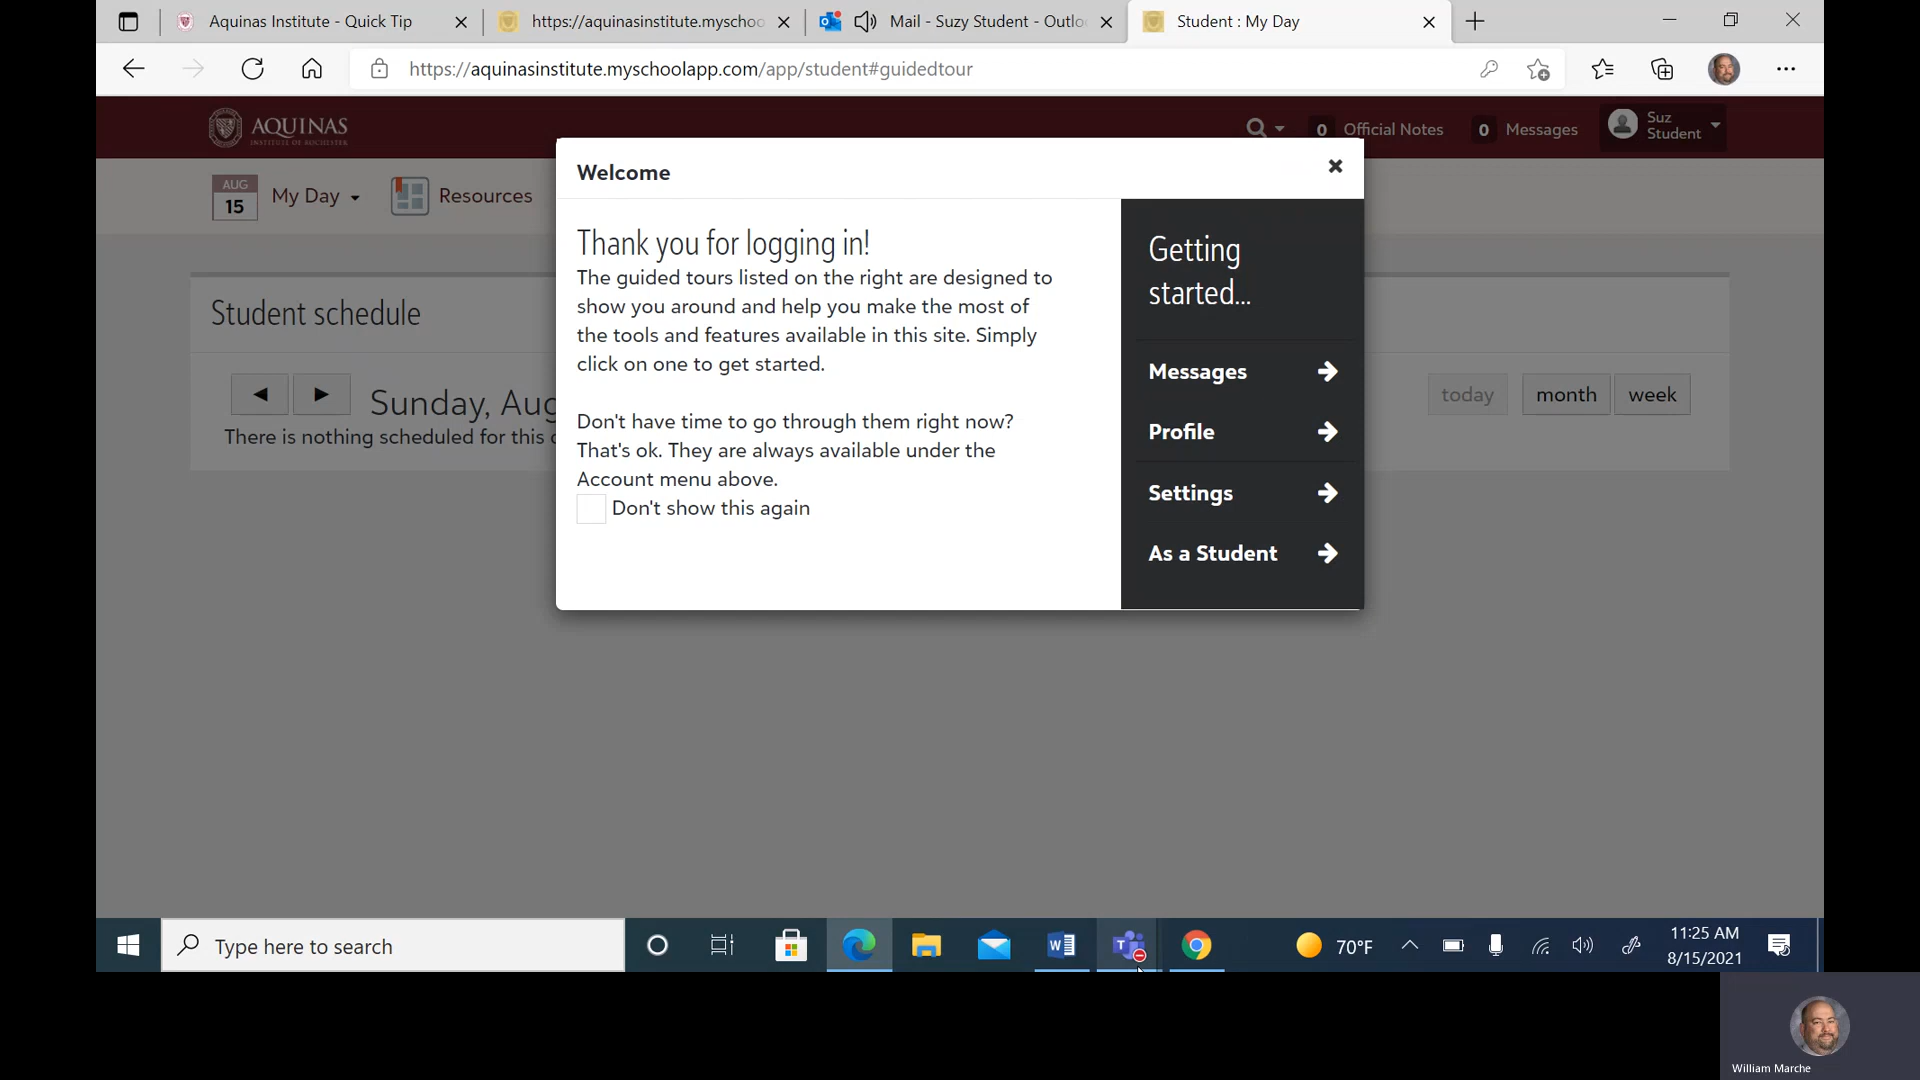 Aquinas Institute - Quick Tip
https://aquinasinstitute.myschoo
Mail - Suzy Student - Outlo
Student : My Day
https://aquinasinstitute.myschoolapp.com/app/student#guidedtour
AQUINAS
INSTITUTE OF ROCHESTER
0 Official Notes
0 Messages
Suz
Student
AUG
15
My Day
Resources
Welcome
Thank you for logging in!
The guided tours listed on the right are designed to
show you around and help you make the most of
the tools and features available in this site. Simply
click on one to get started.
Don't have time to go through them right now?
That's ok. They are always available under the
Account menu above.
Don't show this again
Getting
started...
Messages
Profile
Settings
As a Student
Student schedule
Sunday, Aug
There is nothing scheduled for this
today
month
week
Type here to search
70°F
11:25 AM
8/15/2021
William Marche